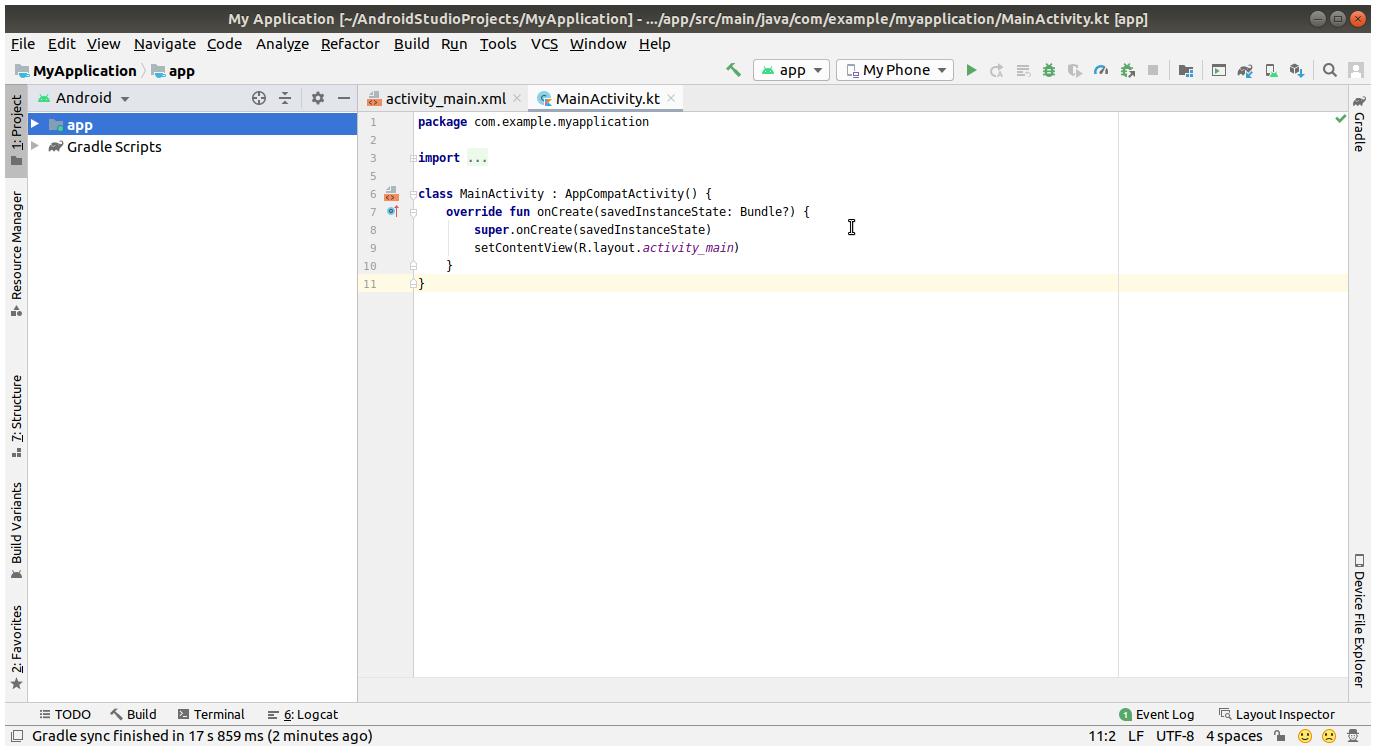 My Application [~/AndroidStudioProjects/MyApplication] - .../app/src/main/java/com/example/myapplication/MainActivity.kt [app]
File Edit View Navigate Code Analyze Refactor Build Run Tools VCS Window Help
MyApplication app app My Phone
1: Project
Resource Manager
7: Structure
Build Variants
2: Favorites
Android
app
Gradle Scripts
activity_main.xml MainActivity.kt
1 package com.example.myapplication
2
3 import ...
5
6 class MainActivity : AppCompatActivity() {
7 override fun onCreate(savedInstanceState: Bundle?) {
8 super.onCreate(savedInstanceState)
9 setContentView(R.layout.activity_main)
10 }
11 }
Gradle
Device File Explorer
TODO Build Terminal 6: Logcat 1 Event Log Layout Inspector
Gradle sync finished in 17 s 859 ms (2 minutes ago) 11:2 LF UTF-8 4 spaces